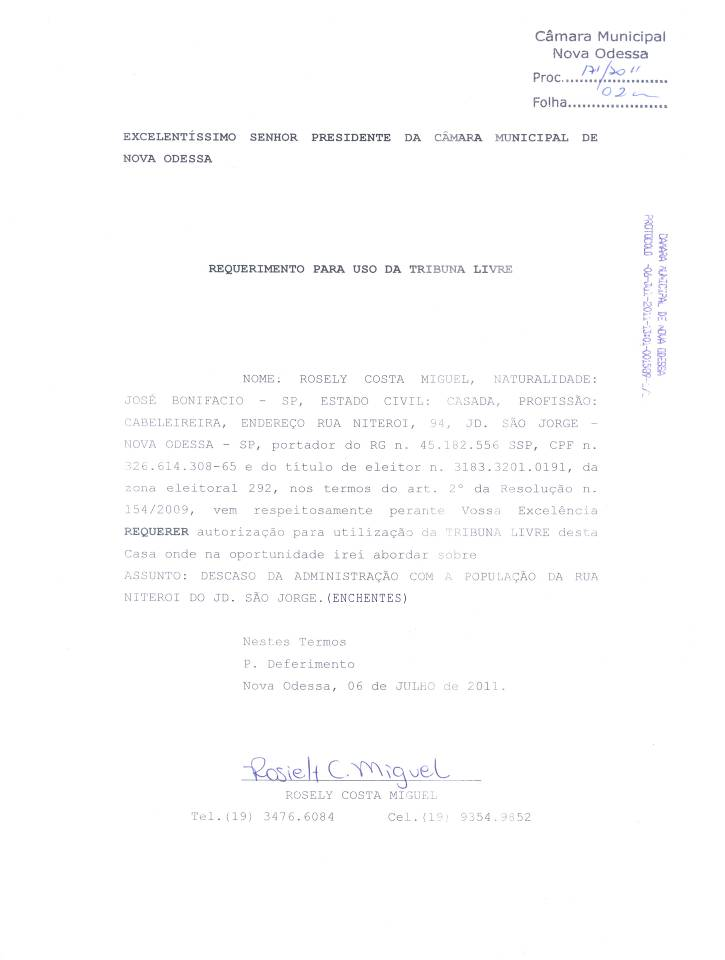 Câmara Municipal
Nova Odessa
Proc. 171/2011
Folha 02
EXCELENTÍSSIMO SENHOR PRESIDENTE DA CÂMARA MUNICIPAL DE
NOVA ODESSA
CAMARA MUNICIPAL DE NOVA ODESSA
PROTOCOLO -06-Jul-2011-13:01-001509-
REQUERIMENTO PARA USO DA TRIBUNA LIVRE
NOME: ROSELY COSTA MIGUEL, NATURALIDADE:
JOSÉ BONIFACIO – SP, ESTADO CIVIL: CASADA, PROFISSÃO:
CABELEIREIRA, ENDEREÇO RUA NITEROI, 94, JD. SÃO JORGE –
NOVA ODESSA – SP, portador do RG n. 45.182.556 SSP, CPF n.
326.614.308-65 e do título de eleitor n. 3183.3201.0191, da
zona eleitoral 292, nos termos do art. 2º da Resolução n.
154/2009, vem respeitosamente perante Vossa Excelência
REQUERER autorização para utilização da TRIBUNA LIVRE desta
Casa onde na oportunidade irei abordar sobre
ASSUNTO: DESCASO DA ADMINISTRAÇÃO COM A POPULAÇÃO DA RUA
NITEROI DO JD. SÃO JORGE.(ENCHENTES)
Nestes Termos
P. Deferimento
Nova Odessa, 06 de JULHO de 2011.
C. Miguel
ROSELY COSTA MIGUEL
Tel.(19) 3476.6084 Cel.(19) 9354.9852